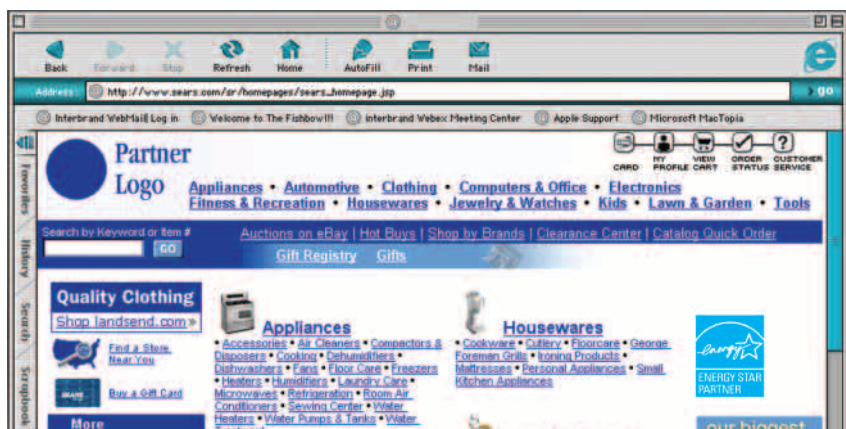 Back Forward Stop Refresh Home AutoFill Print Mail
Address: http://www.sears.com/sr/homepages/sears_homepage.jsp go
Interbrand WebMail| Log in Welcome to The Fishbowl!! interbrand Webex Meeting Center Apple Support Microsoft MacTopia
Favorites
History
Search
Scrapbook
Partner
Logo
CARD MY PROFILE VIEW CART ORDER STATUS CUSTOMER SERVICE
Appliances • Automotive • Clothing • Computers & Office • Electronics
Fitness & Recreation • Housewares • Jewelry & Watches • Kids • Lawn & Garden • Tools
Search by Keyword or Item #
GO
Auctions on eBay | Hot Buys | Shop by Brands | Clearance Center | Catalog Quick Order
Gift Registry Gifts
Quality Clothing
Shop landsend.com»
Find a Store
Near You
SEARS
Buy a Gift Card
More
Appliances
• Accessories • Air Cleaners • Compactors &
Disposers • Cooking • Dehumidifiers •
Dishwashers • Fans • Floor Care • Freezers
• Heaters • Humidifiers • Laundry Care •
Microwaves • Refrigeration • Room Air
Conditioners • Sewing Center • Water
Heaters • Water Pumps & Tanks • Water
Housewares
• Cookware • Cutlery • Floorcare • George
Foreman Grills • Ironing Products •
Mattresses • Personal Appliances • Small
Kitchen Appliances
energy
ENERGY STAR
PARTNER
our biggest